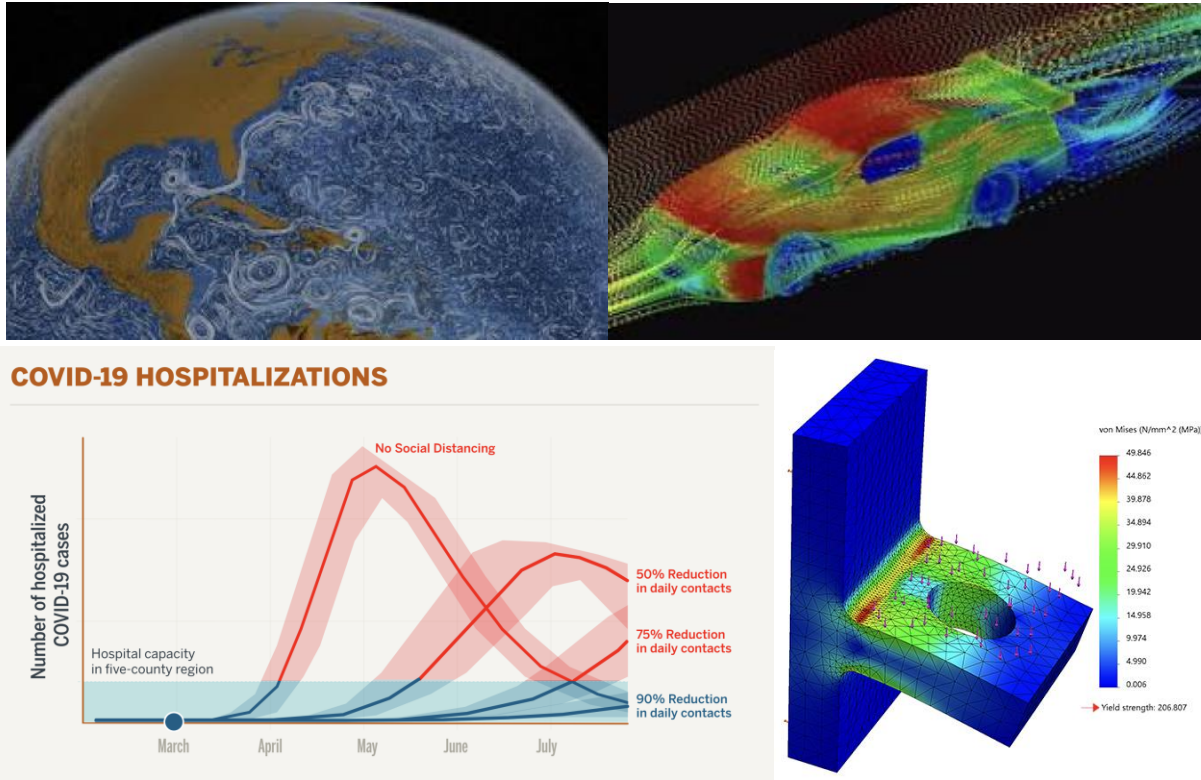 COVID-19 HOSPITALIZATIONS
Number of hospitalized
COVID-19 cases
No Social Distancing
50% Reduction
in daily contacts
75% Reduction
in daily contacts
Hospital capacity
in five-county region
90% Reduction
in daily contacts
March
April
May
June
July
von Mises (N/mm^2 (MPa))
49.846
44.862
39.878
34.894
29.910
24.926
19.942
14.958
9.974
4.990
0.006
Yield strength: 206.807